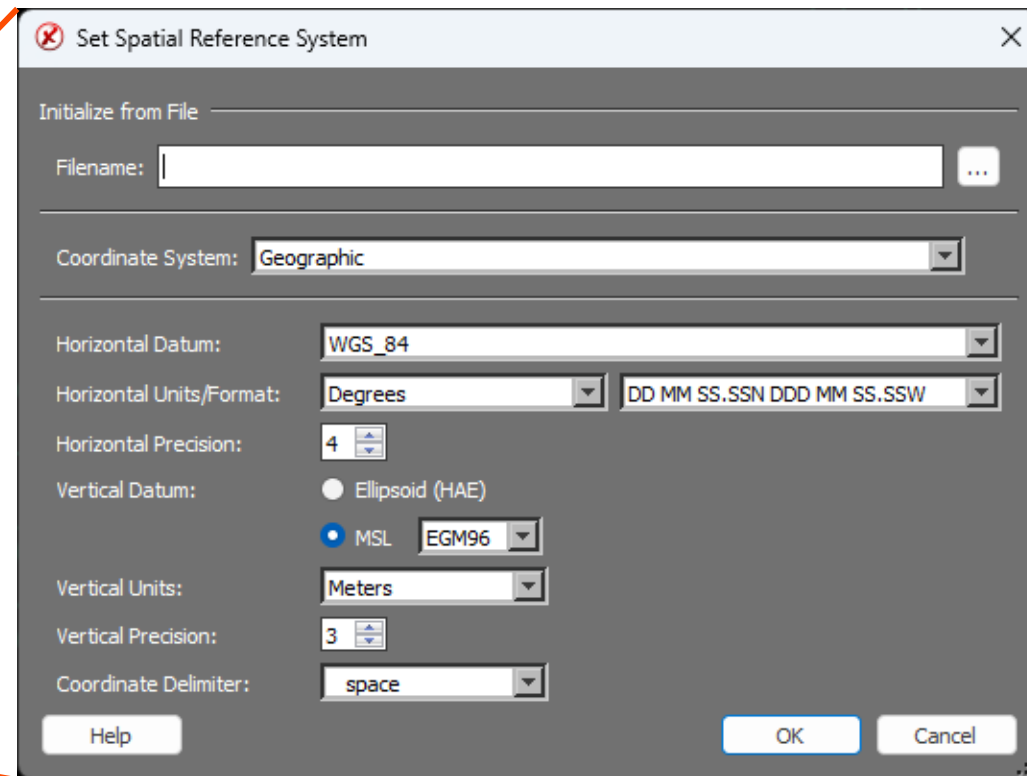 Set Spatial Reference System
Initialize from File
Filename:
...
Coordinate System: Geographic
Horizontal Datum: WGS_84
Horizontal Units/Format: Degrees DD MM SS.SSN DDD MM SS.SSW
Horizontal Precision: 4
Vertical Datum: Ellipsoid (HAE)
MSL EGM96
Vertical Units: Meters
Vertical Precision: 3
Coordinate Delimiter: space
Help OK Cancel